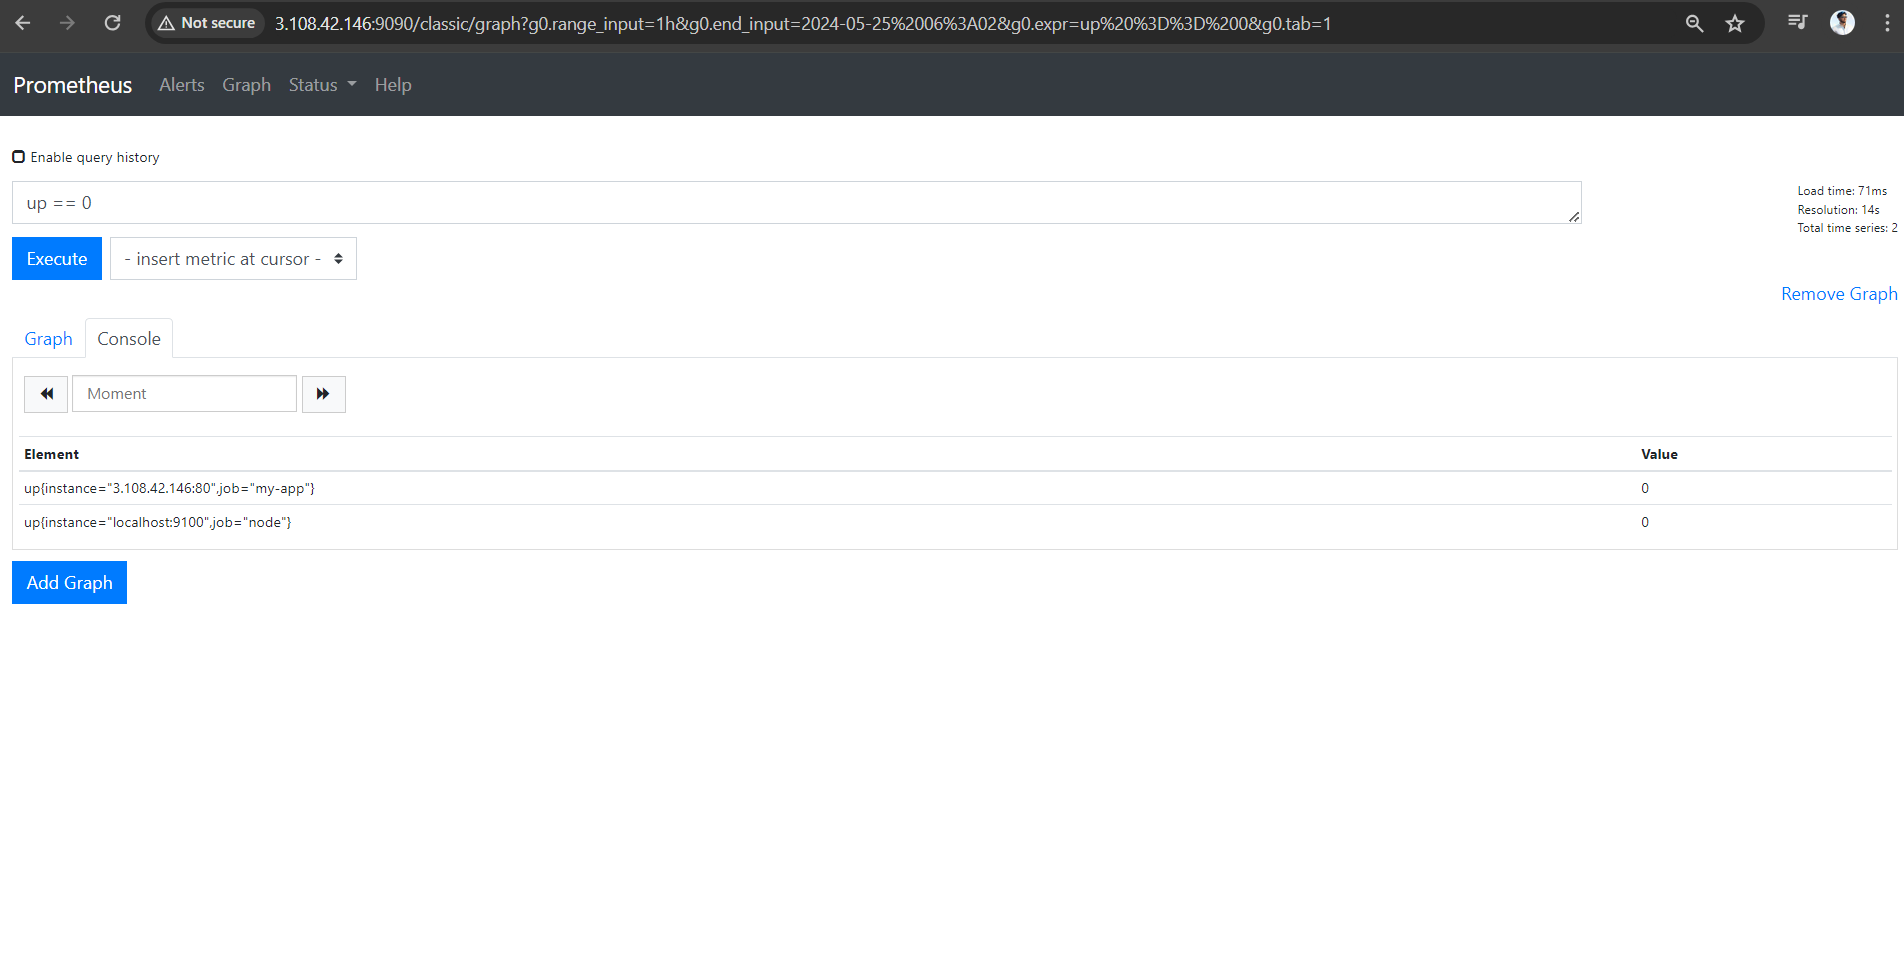 Not secure 3.108.42.146:9090/classic/graph?g0.range_input=1h&g0.end_input=2024-05-25%2006%3A02&g0.expr=up%20%3D%3D%200&g0.tab=1
Prometheus Alerts Graph Status Help
Enable query history
up == 0
Load time: 71ms
Resolution: 14s
Total time series: 2
Execute - insert metric at cursor -
Remove Graph
Graph Console
Moment
Element Value
up{instance="3.108.42.146:80",job="my-app"} 0
up{instance="localhost:9100",job="node"} 0
Add Graph